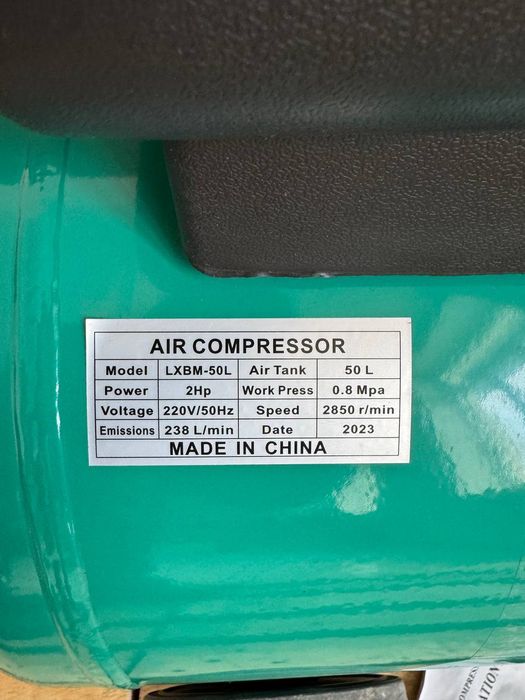 AIR COMPRESSOR
Model LXBM-50L Air Tank 50 L
Power 2Hp Work Press 0.8 Mpa
Voltage 220V/50Hz Speed 2850 r/min
Emissions 238 L/min Date 2023
MADE IN CHINA